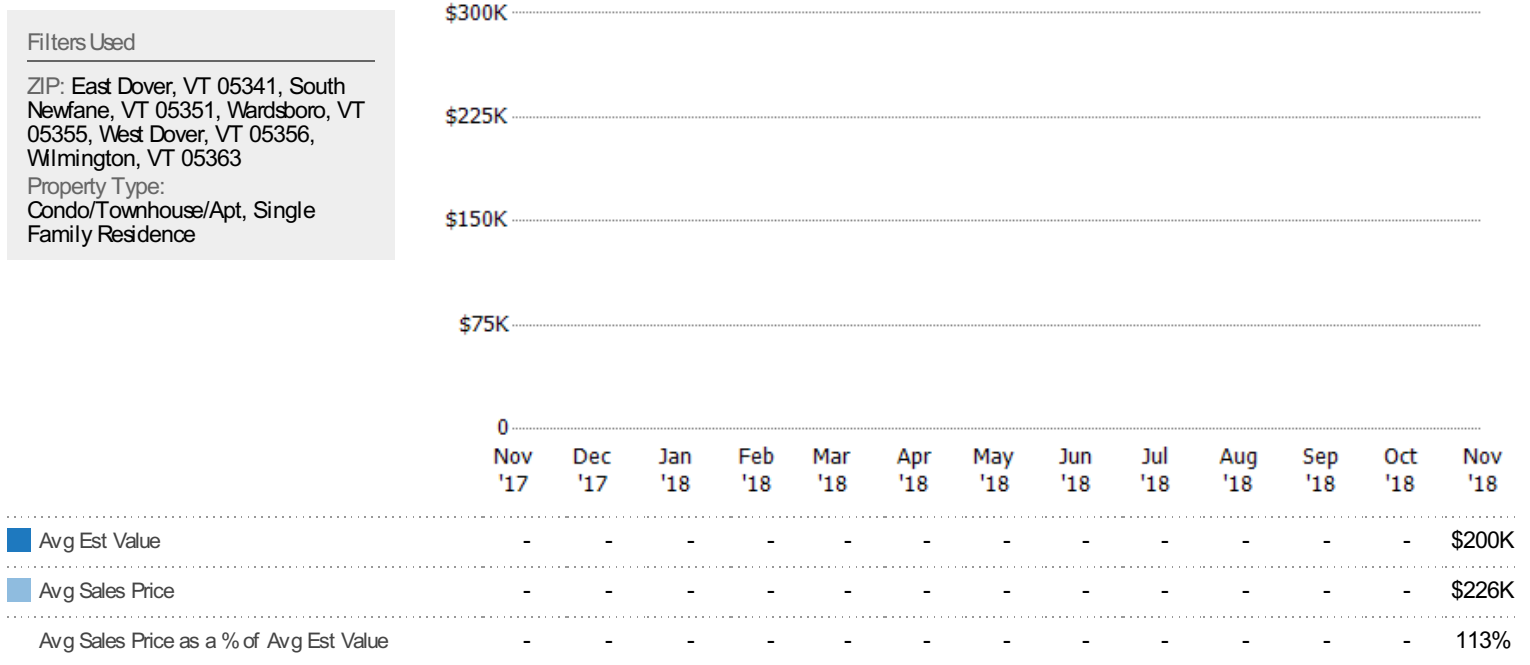 Filters Used
ZIP: East Dover, VT 05341, South
Newfane, VT 05351, Wardsboro, VT
05355, West Dover, VT 05356,
Wilmington, VT 05363
Property Type:
Condo/Townhouse/Apt, Single
Family Residence
$300K
$225K
$150K
$75K
0
Nov '17 Dec '17 Jan '18 Feb '18 Mar '18 Apr '18 May '18 Jun '18 Jul '18 Aug '18 Sep '18 Oct '18 Nov '18
Avg Est Value - - - - - - - - - - - - $200K
Avg Sales Price - - - - - - - - - - - - $226K
Avg Sales Price as a % of Avg Est Value - - - - - - - - - - - - 113%